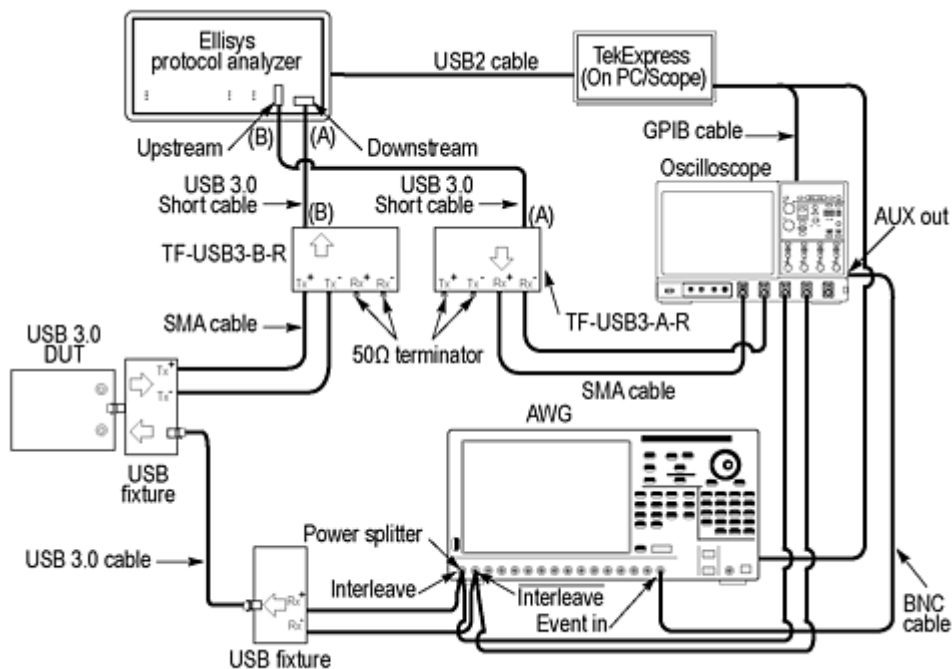 Ellisys
protocol analyzer
USB2 cable
TekExpress
(On PC/Scope)
(B)
(A)
Upstream
Downstream
GPIB cable
Oscilloscope
USB 3.0
Short cable
(B)
USB 3.0
Short cable
(A)
AUX out
TF-USB3-B-R
Tx+
Tx-
Rx+
Rx-
Tx+
Tx-
Rx+
Rx-
TF-USB3-A-R
SMA cable
50Ω terminator
USB 3.0
DUT
Tx+
Tx-
SMA cable
AWG
USB
fixture
Power splitter
USB 3.0 cable
Interleave
Interleave
Event in
BNC
cable
Rx+
Rx+
USB fixture